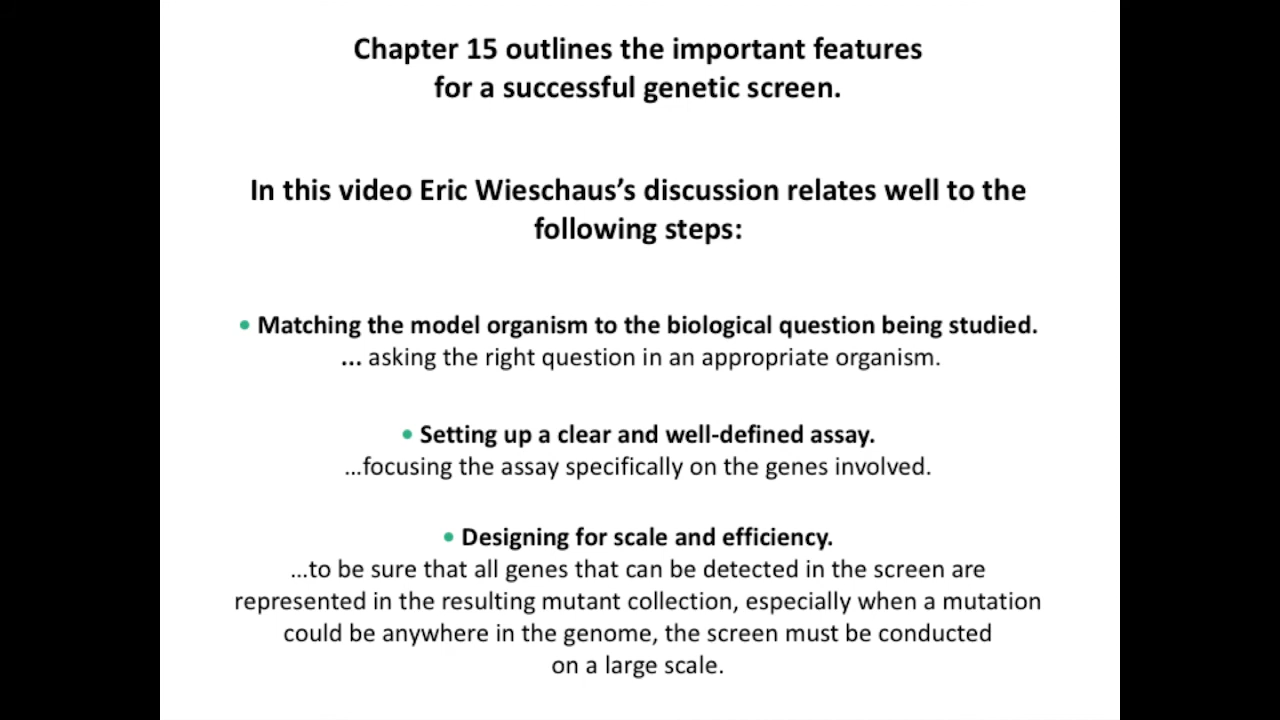 Chapter 15 outlines the important features
for a successful genetic screen.
In this video Eric Wieschaus’s discussion relates well to the
following steps:
• Matching the model organism to the biological question being studied.
... asking the right question in an appropriate organism.
• Setting up a clear and well-defined assay.
...focusing the assay specifically on the genes involved.
• Designing for scale and efficiency.
...to be sure that all genes that can be detected in the screen are
represented in the resulting mutant collection, especially when a mutation
could be anywhere in the genome, the screen must be conducted
on a large scale.